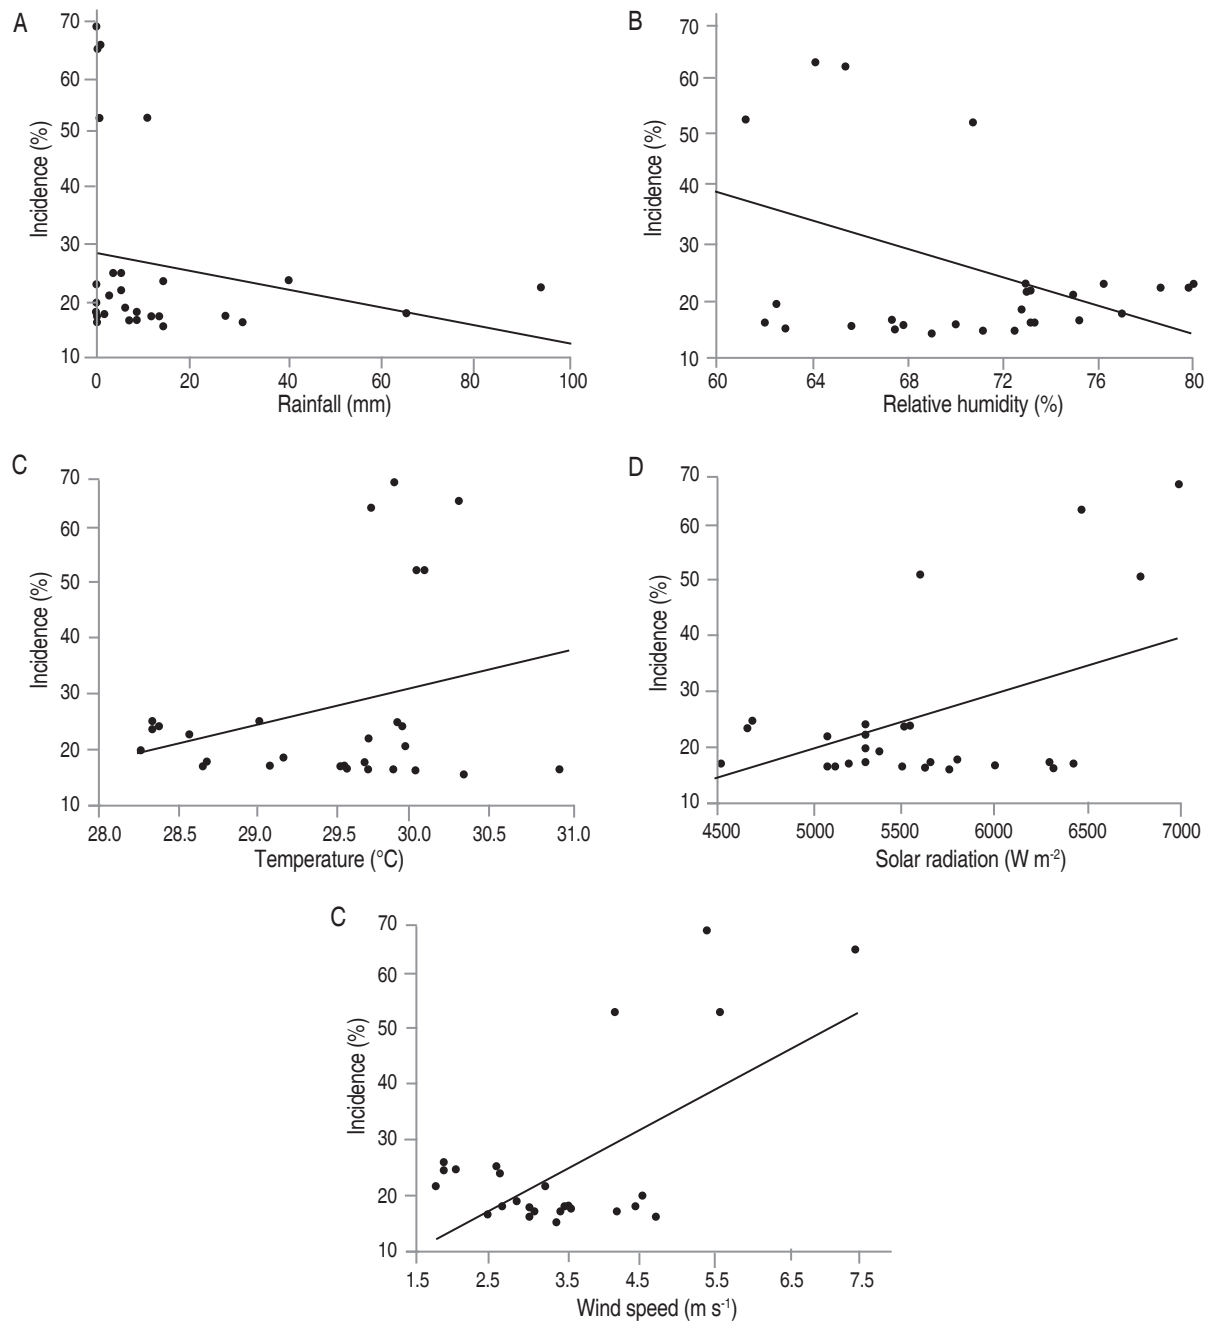 A
70
60
50
40
30
20
10
Incidence (%)
0 20 40 60 80 100
Rainfall (mm)
B
70
60
50
40
30
20
10
Incidence (%)
60 64 68 72 76 80
Relative humidity (%)
C
70
60
50
40
30
20
10
Incidence (%)
28.0 28.5 29.0 29.5 30.0 30.5 31.0
Temperature (°C)
D
70
60
50
40
30
20
10
Incidence (%)
4500 5000 5500 6000 6500 7000
Solar radiation (W m-2)
C
70
60
50
40
30
20
10
Incidence (%)
1.5 2.5 3.5 4.5 5.5 6.5 7.5
Wind speed (m s-1)